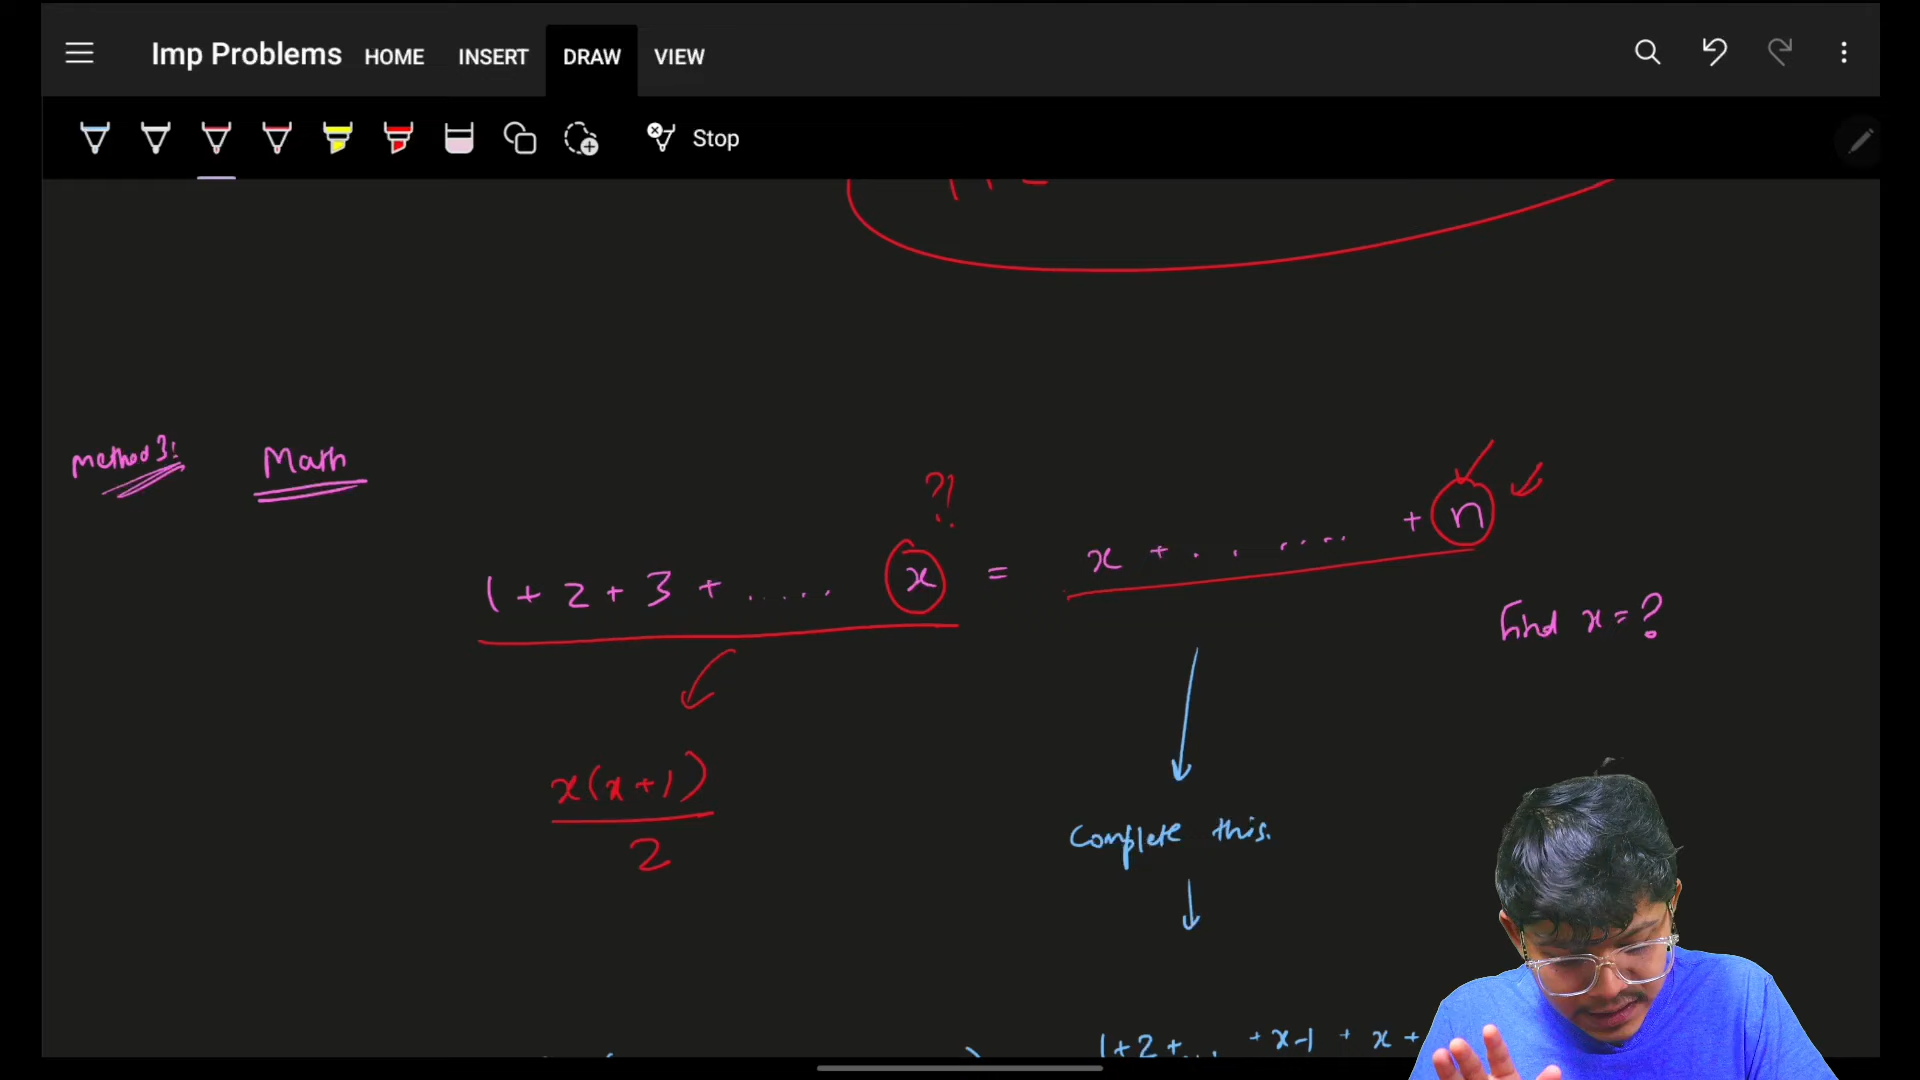 Imp Problems HOME INSERT DRAW VIEW
Stop
Method 3: Math
?!
1 + 2 + 3 + ..... x = x + . . .... + n
Find x = ?
x(x+1)
2
Complete this.
1+2+... + x-1 + x +